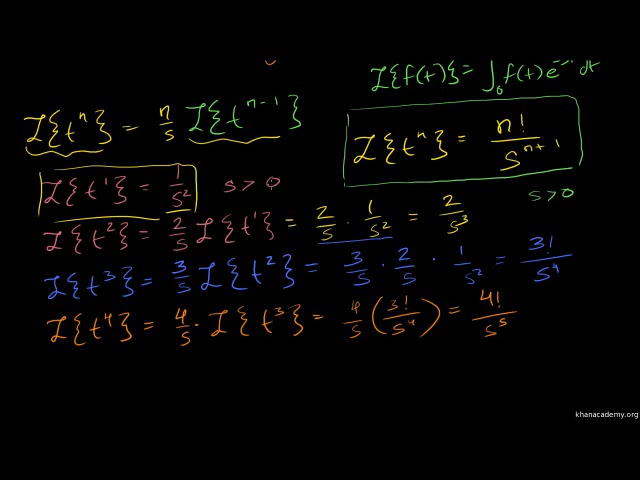 ℒ{f(t)} = ∫₀ f(t) e⁻ dt
ℒ{tⁿ} = n/s ℒ{tⁿ⁻¹}
ℒ{tⁿ} = n!/sⁿ⁺¹
s > 0
ℒ{t¹} = 1/s² s > 0
ℒ{t²} = 2/s ℒ{t¹} = 2/s · 1/s² = 2/s³
ℒ{t³} = 3/s ℒ{t²} = 3/s · 2/s · 1/s² = 3!/s⁴
ℒ{t⁴} = 4/s · ℒ{t³} = 4/s (3!/s⁴) = 4!/s⁵
khanacademy.org